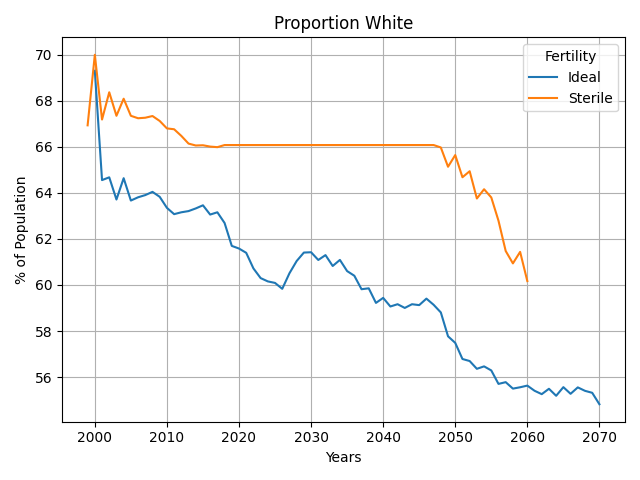 Proportion White
Fertility
Ideal
Sterile
70
68
66
64
62
60
58
56
% of Population
2000 2010 2020 2030 2040 2050 2060 2070
Years